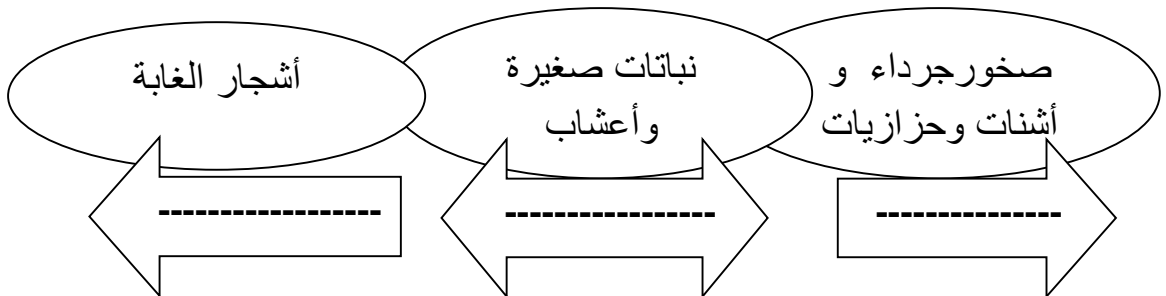 صخورجرداء و
أشنات وحزازيات
نباتات صغيرة
وأعشاب
أشجار الغابة
---------------
-----------------
------------------